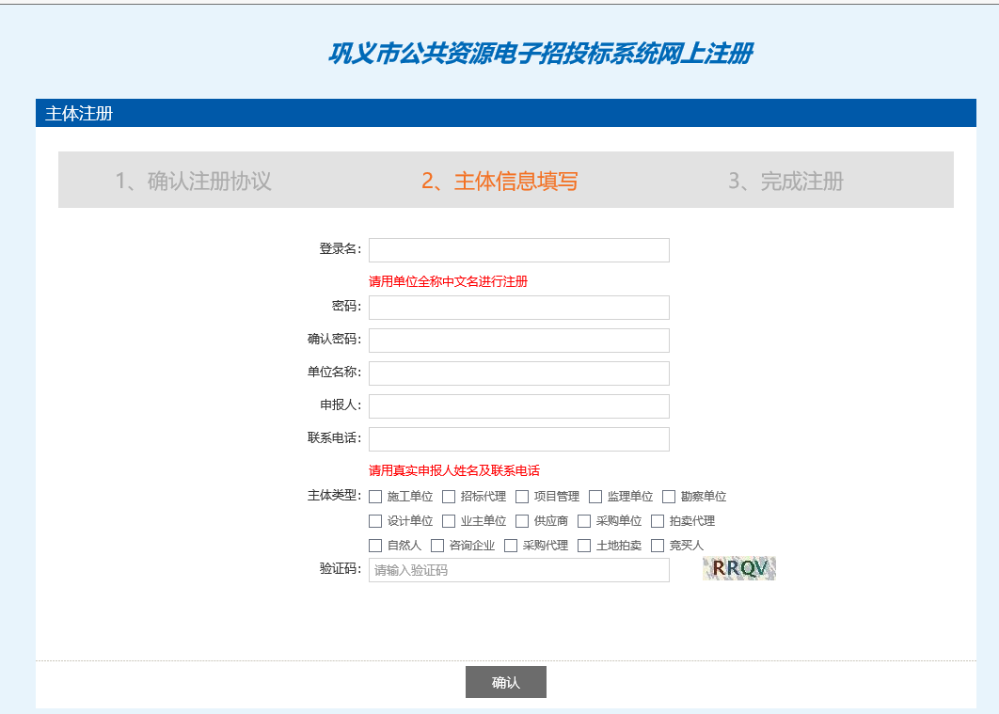 巩义市公共资源电子招投标系统网上注册
主体注册
1、确认注册协议 2、主体信息填写 3、完成注册
登录名:
请用单位全称中文名进行注册
密码:
确认密码:
单位名称:
申报人:
联系电话:
请用真实申报人姓名及联系电话
主体类型: 施工单位 招标代理 项目管理 监理单位 勘察单位
设计单位 业主单位 供应商 采购单位 拍卖代理
自然人 咨询企业 采购代理 土地拍卖 竞买人
验证码: 请输入验证码 RRQV
确认